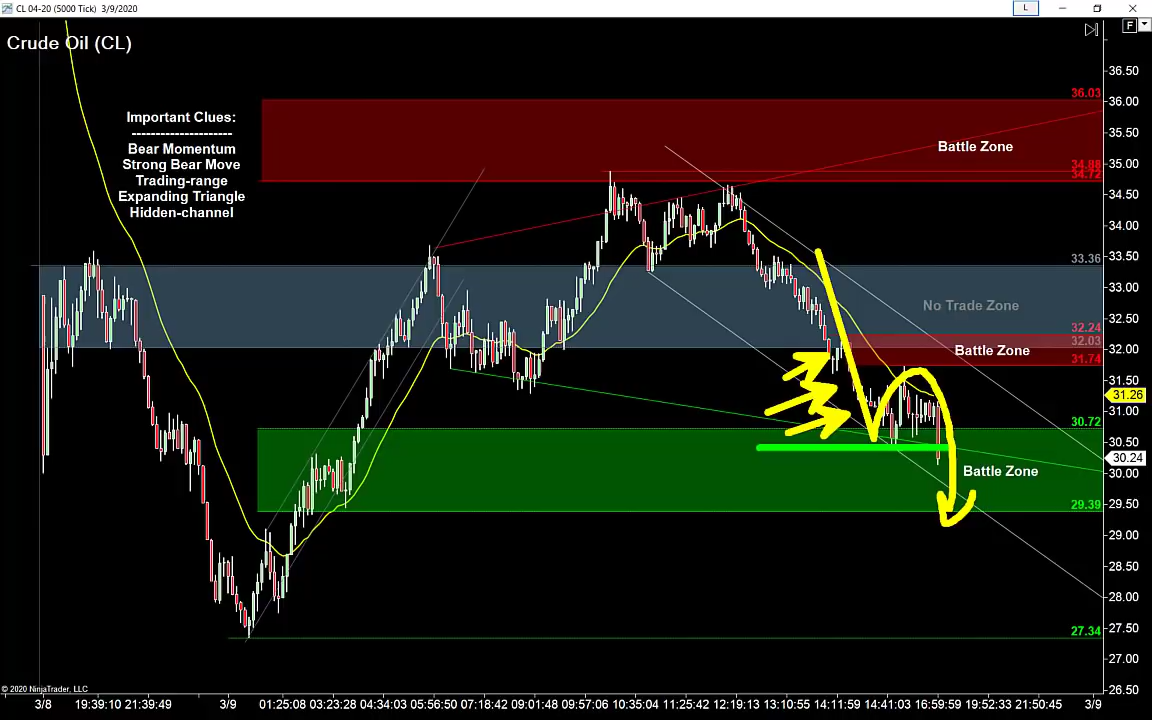 CL 04-20 (5000 Tick) 3/9/2020
L
F
Crude Oil (CL)
36.50
36.03
36.00
Important Clues:
---------------------
Bear Momentum
Strong Bear Move
Trading-range
Expanding Triangle
Hidden-channel
35.50
Battle Zone
35.00
34.88
34.72
34.50
34.00
33.50
33.36
33.00
No Trade Zone
32.50
32.24
32.03
32.00
Battle Zone
31.74
31.50
31.26
31.00
30.72
30.50
30.24
30.00
Battle Zone
29.50
29.39
29.00
28.50
28.00
27.50
27.34
27.00
26.50
© 2020 NinjaTrader, LLC
3/8 19:39:10 21:39:49 3/9 01:25:08 03:23:28 04:34:03 05:56:50 07:18:42 09:01:48 09:57:06 10:35:04 11:25:42 12:19:13 13:10:55 14:11:59 14:41:03 16:59:59 19:52:33 21:50:45 3/9